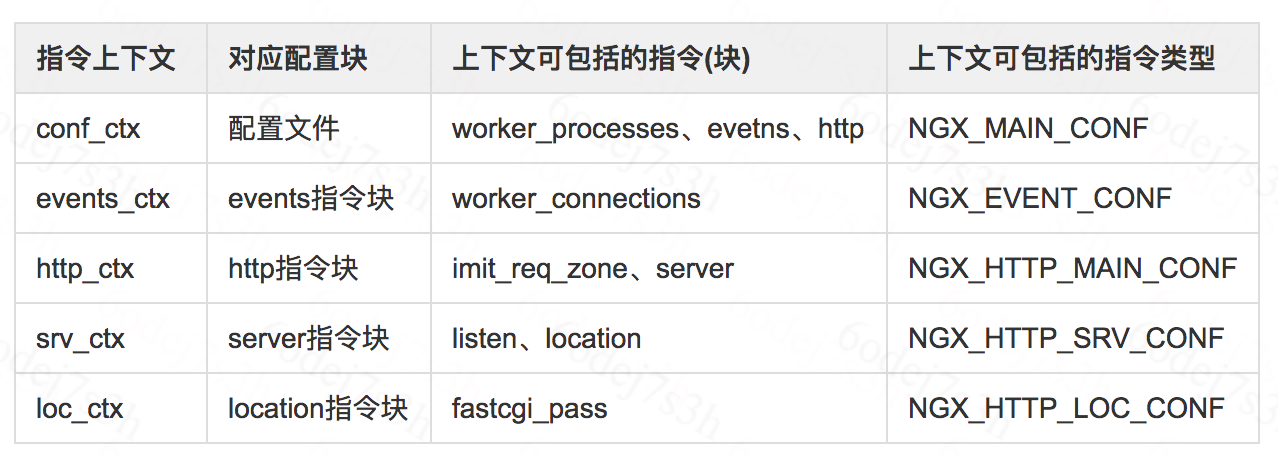 指令上下文 对应配置块 上下文可包括的指令(块) 上下文可包括的指令类型
conf_ctx 配置文件 worker_processes、evetns、http NGX_MAIN_CONF
events_ctx events指令块 worker_connections NGX_EVENT_CONF
http_ctx http指令块 imit_req_zone、server NGX_HTTP_MAIN_CONF
srv_ctx server指令块 listen、location NGX_HTTP_SRV_CONF
loc_ctx location指令块 fastcgi_pass NGX_HTTP_LOC_CONF